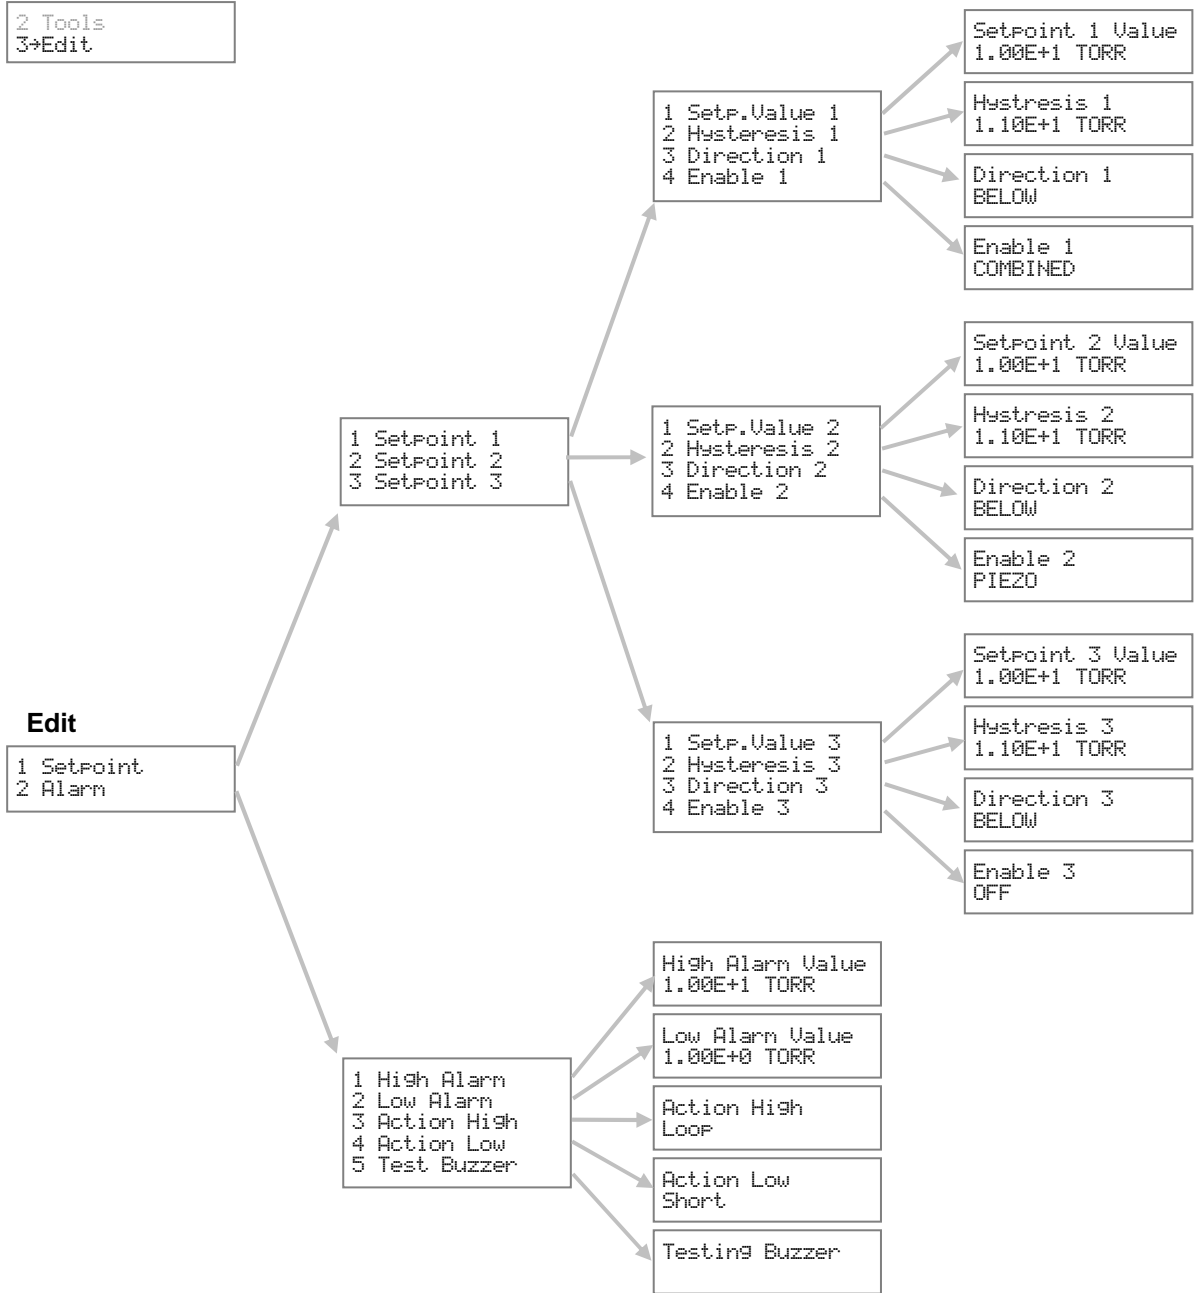 2 Tools
3→Edit
Setpoint 1 Value
1.00E+1 TORR
Hystresis 1
1.10E+1 TORR
Direction 1
BELOW
Enable 1
COMBINED
1 Setp.Value 1
2 Hysteresis 1
3 Direction 1
4 Enable 1
Setpoint 2 Value
1.00E+1 TORR
Hystresis 2
1.10E+1 TORR
Direction 2
BELOW
Enable 2
PIEZO
1 Setpoint 1
2 Setpoint 2
3 Setpoint 3
1 Setp.Value 2
2 Hysteresis 2
3 Direction 2
4 Enable 2
Setpoint 3 Value
1.00E+1 TORR
Hystresis 3
1.10E+1 TORR
Direction 3
BELOW
Enable 3
OFF
1 Setp.Value 3
2 Hysteresis 3
3 Direction 3
4 Enable 3
Edit
1 Setpoint
2 Alarm
High Alarm Value
1.00E+1 TORR
Low Alarm Value
1.00E+0 TORR
Action High
Loop
Action Low
Short
Testing Buzzer
1 High Alarm
2 Low Alarm
3 Action High
4 Action Low
5 Test Buzzer